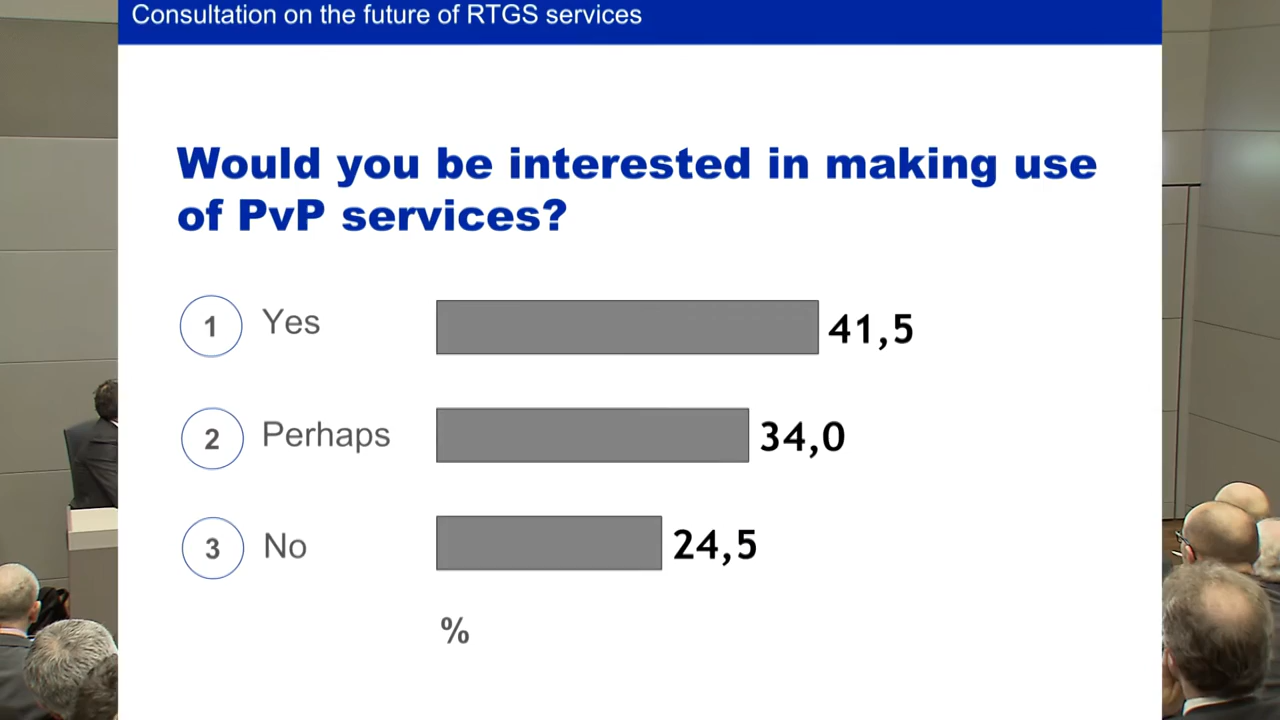 Consultation on the future of RTGS services
Would you be interested in making use
of PvP services?
1 Yes 41,5
2 Perhaps 34,0
3 No 24,5
%